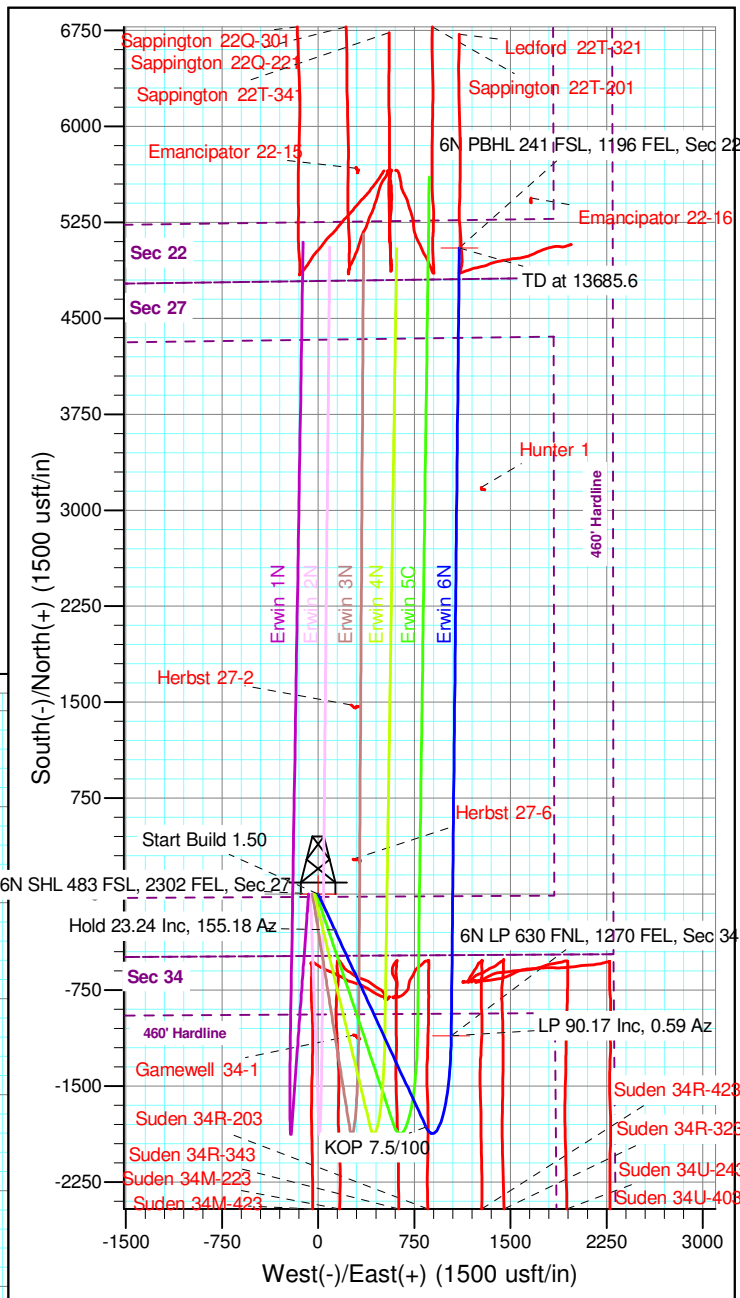 6750
6000
5250
4500
3750
3000
2250
1500
750
-750
-1500
-2250
South(-)/North(+) (1500 usft/in)
Sappington 22Q-301
Sappington 22Q-221
Sappington 22T-341
Ledford 22T-321
Sappington 22T-201
6N PBHL 241 FSL, 1196 FEL, Sec 22
Emancipator 22-15
Emancipator 22-16
Sec 22
TD at 13685.6
Sec 27
Hunter 1
460' Hardline
Erwin 1N
Erwin 2N
Erwin 3N
Erwin 4N
Erwin 5C
Erwin 6N
Herbst 27-2
Herbst 27-6
Start Build 1.50
6N SHL 483 FSL, 2302 FEL, Sec 27
Hold 23.24 Inc, 155.18 Az
6N LP 630 FNL, 1270 FEL, Sec 34
Sec 34
460' Hardline
LP 90.17 Inc, 0.59 Az
Gamewell 34-1
Suden 34R-423
Suden 34R-203
Suden 34R-323
KOP 7.5/100
Suden 34R-343
Suden 34U-243
Suden 34M-223
Suden 34U-403
Suden 34M-423
-1500
-750
0
750
1500
2250
3000
West(-)/East(+) (1500 usft/in)